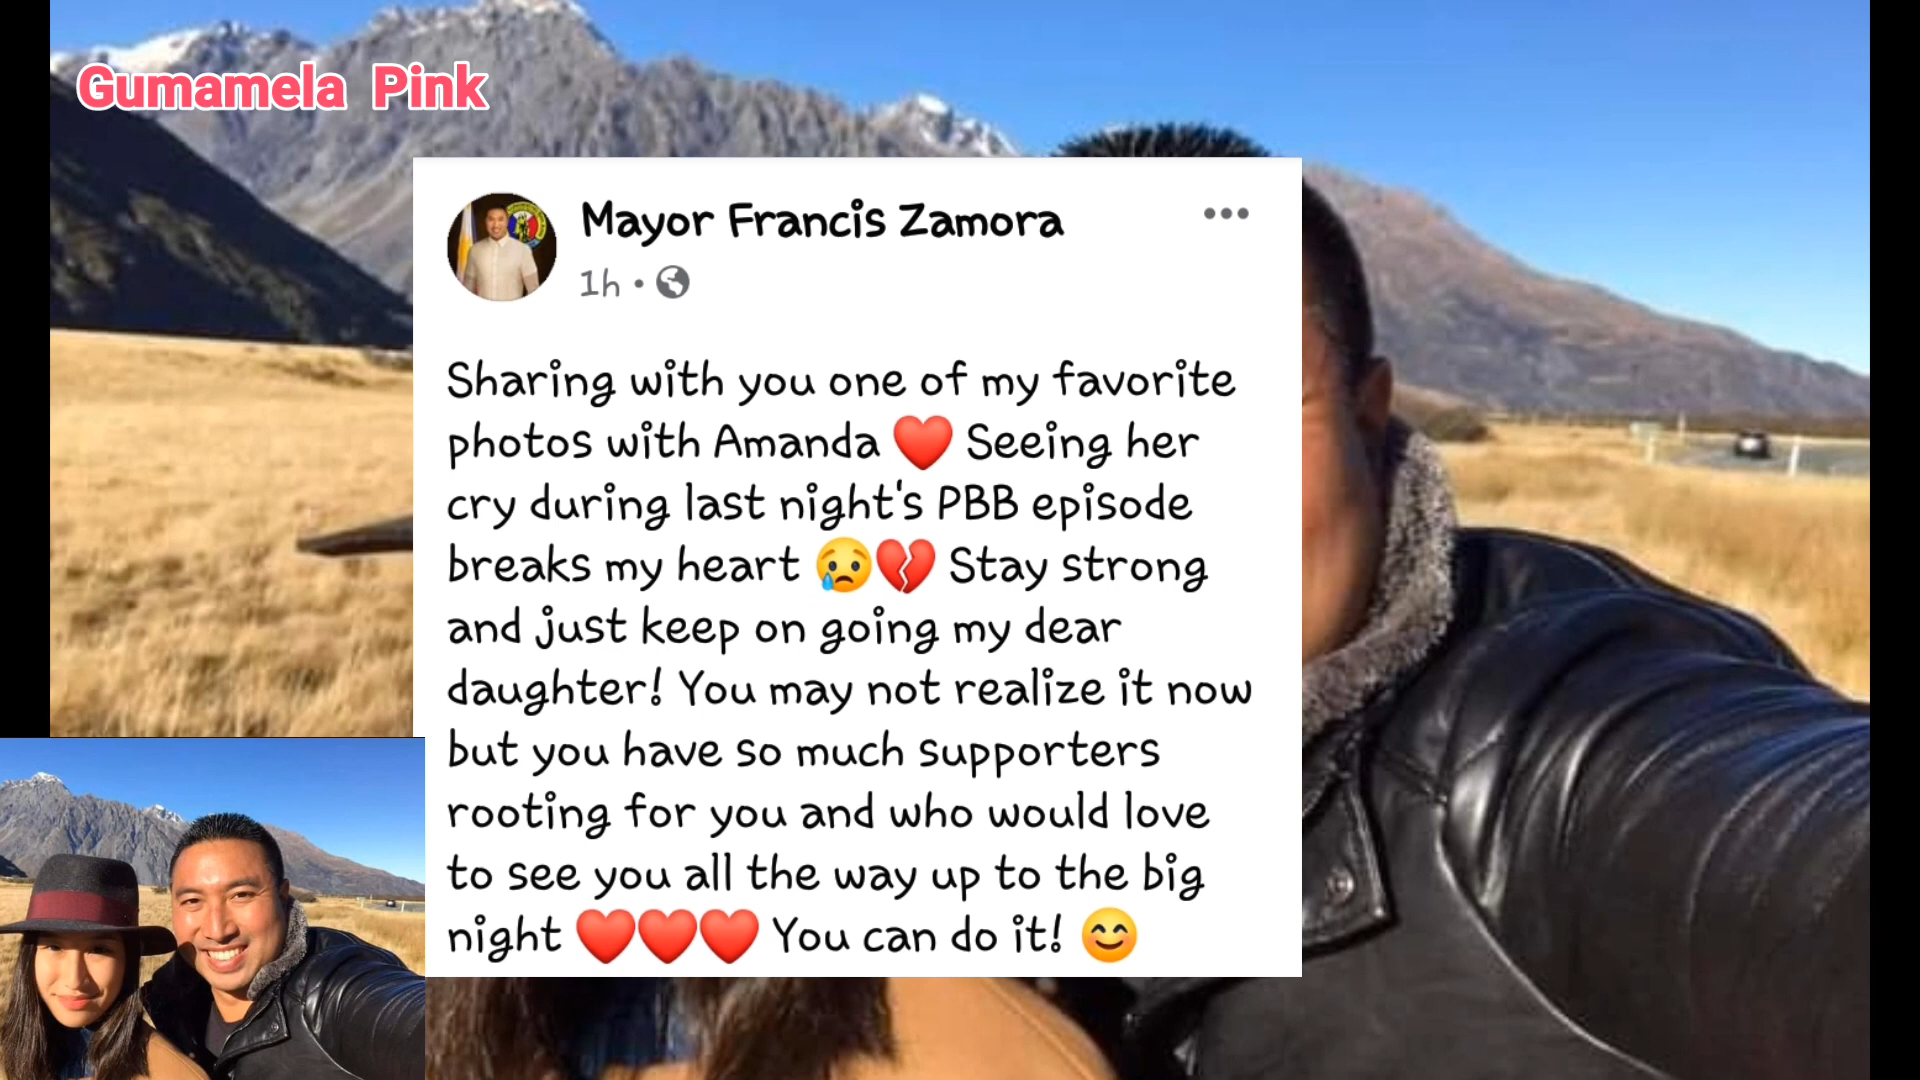 Gumamela Pink
Mayor Francis Zamora
1h •
Sharing with you one of my favorite
photos with Amanda ❤️ Seeing her
cry during last night's PBB episode
breaks my heart 😢💔 Stay strong
and just keep on going my dear
daughter! You may not realize it now
but you have so much supporters
rooting for you and who would love
to see you all the way up to the big
night ❤️❤️❤️ You can do it! 😊